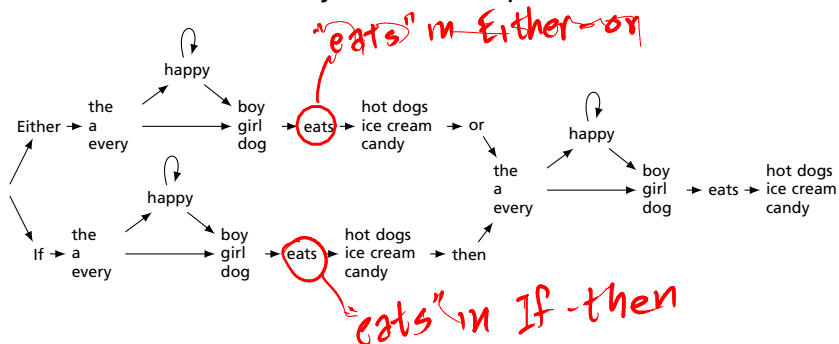 "eats" in Either-or
happy
the
a
every
Either
boy
girl
dog
eats
hot dogs
ice cream
candy
or
happy
the
a
every
boy
girl
dog
eats
hot dogs
ice cream
candy
happy
If
the
a
every
boy
girl
dog
eats
hot dogs
ice cream
candy
then
"eats" in If-then